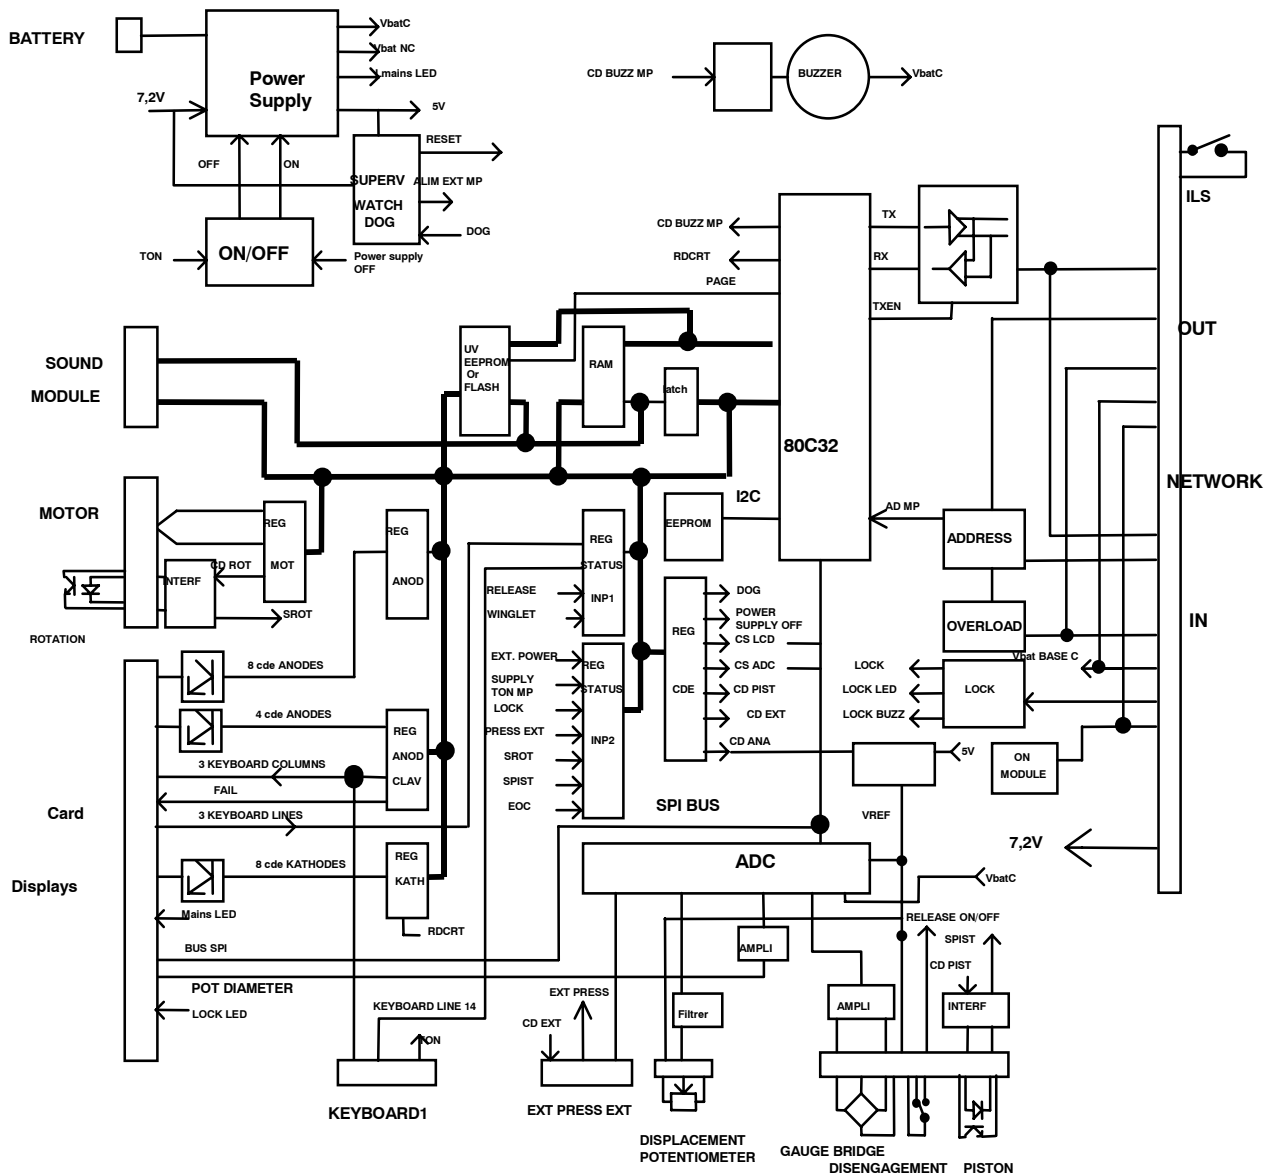 BATTERY
VbatC
Vbat NC
Lmains LED
Power
Supply
7,2V
5V
OFF
ON
RESET
SUPERV
ALIM EXT MP
WATCH
DOG
DOG
TON
ON/OFF
Power supply
OFF
CD BUZZ MP
BUZZER
VbatC
ILS
CD BUZZ MP
RDCRT
PAGE
TX
RX
TXEN
OUT
SOUND
MODULE
UV
EEPROM
Or
FLASH
RAM
latch
80C32
NETWORK
MOTOR
REG
MOT
CD ROT
INTERF
SROT
ROTATION
REG
ANOD
REG
STATUS
INP1
RELEASE
WINGLET
I2C
EEPROM
AD MP
ADDRESS
OVERLOAD
IN
Vbat BASE C
8 cde ANODES
4 cde ANODES
REG
ANOD
CLAV
3 KEYBOARD COLUMNS
FAIL
3 KEYBOARD LINES
Card
Displays
8 cde KATHODES
REG
KATH
RDCRT
Mains LED
BUS SPI
POT DIAMETER
LOCK LED
EXT. POWER
SUPPLY
TON MP
LOCK
PRESS EXT
SROT
SPIST
EOC
REG
STATUS
INP2
REG
CDE
DOG
POWER
SUPPLY OFF
CS LCD
CS ADC
CD PIST
CD EXT
CD ANA
LOCK
LOCK LED
LOCK BUZZ
LOCK
5V
ON
MODULE
SPI BUS
VREF
7,2V
ADC
VbatC
RELEASE ON/OFF
SPIST
CD PIST
AMPLI
Filtrer
AMPLI
INTERF
KEYBOARD LINE 14
TON
KEYBOARD1
EXT PRESS
CD EXT
EXT PRESS EXT
DISPLACEMENT
POTENTIOMETER
GAUGE BRIDGE
DISENGAGEMENT
PISTON